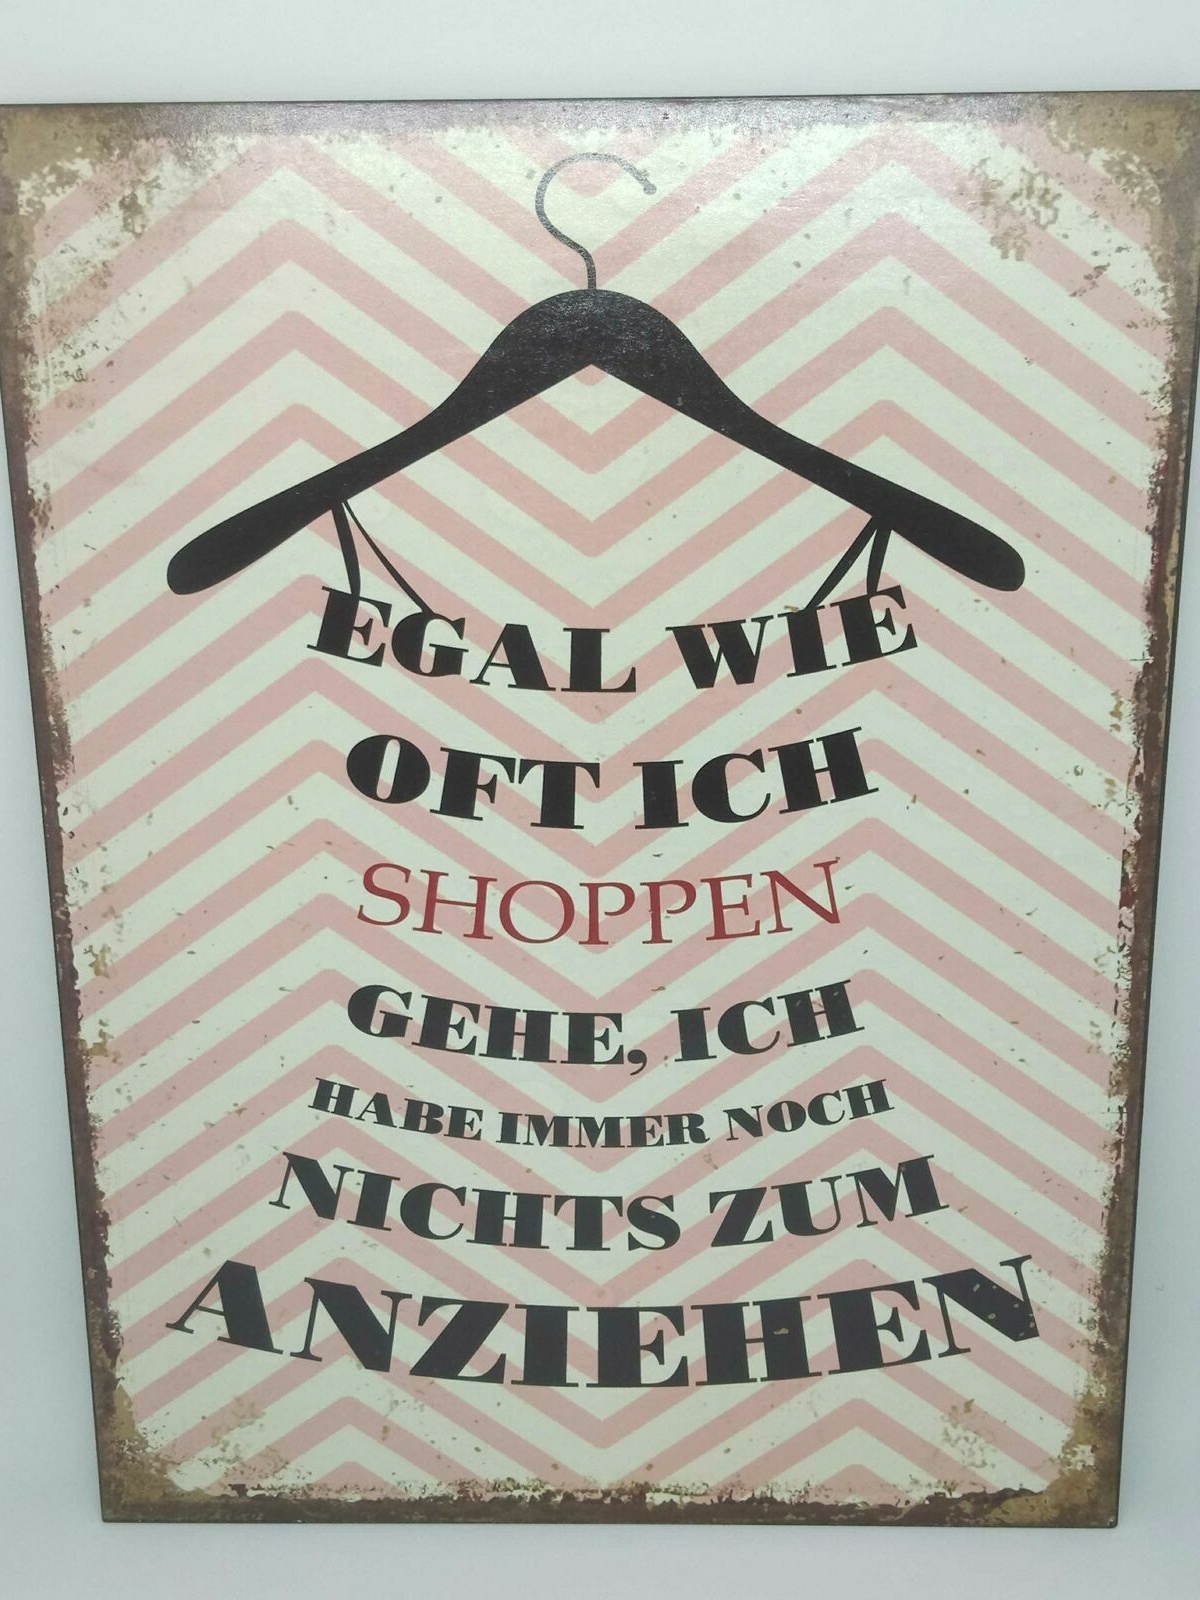 EGAL WIE
OFT ICH
SHOPPEN
GEHE, ICH
HABE IMMER NOCH
NICHTS ZUM
ANZIEHEN